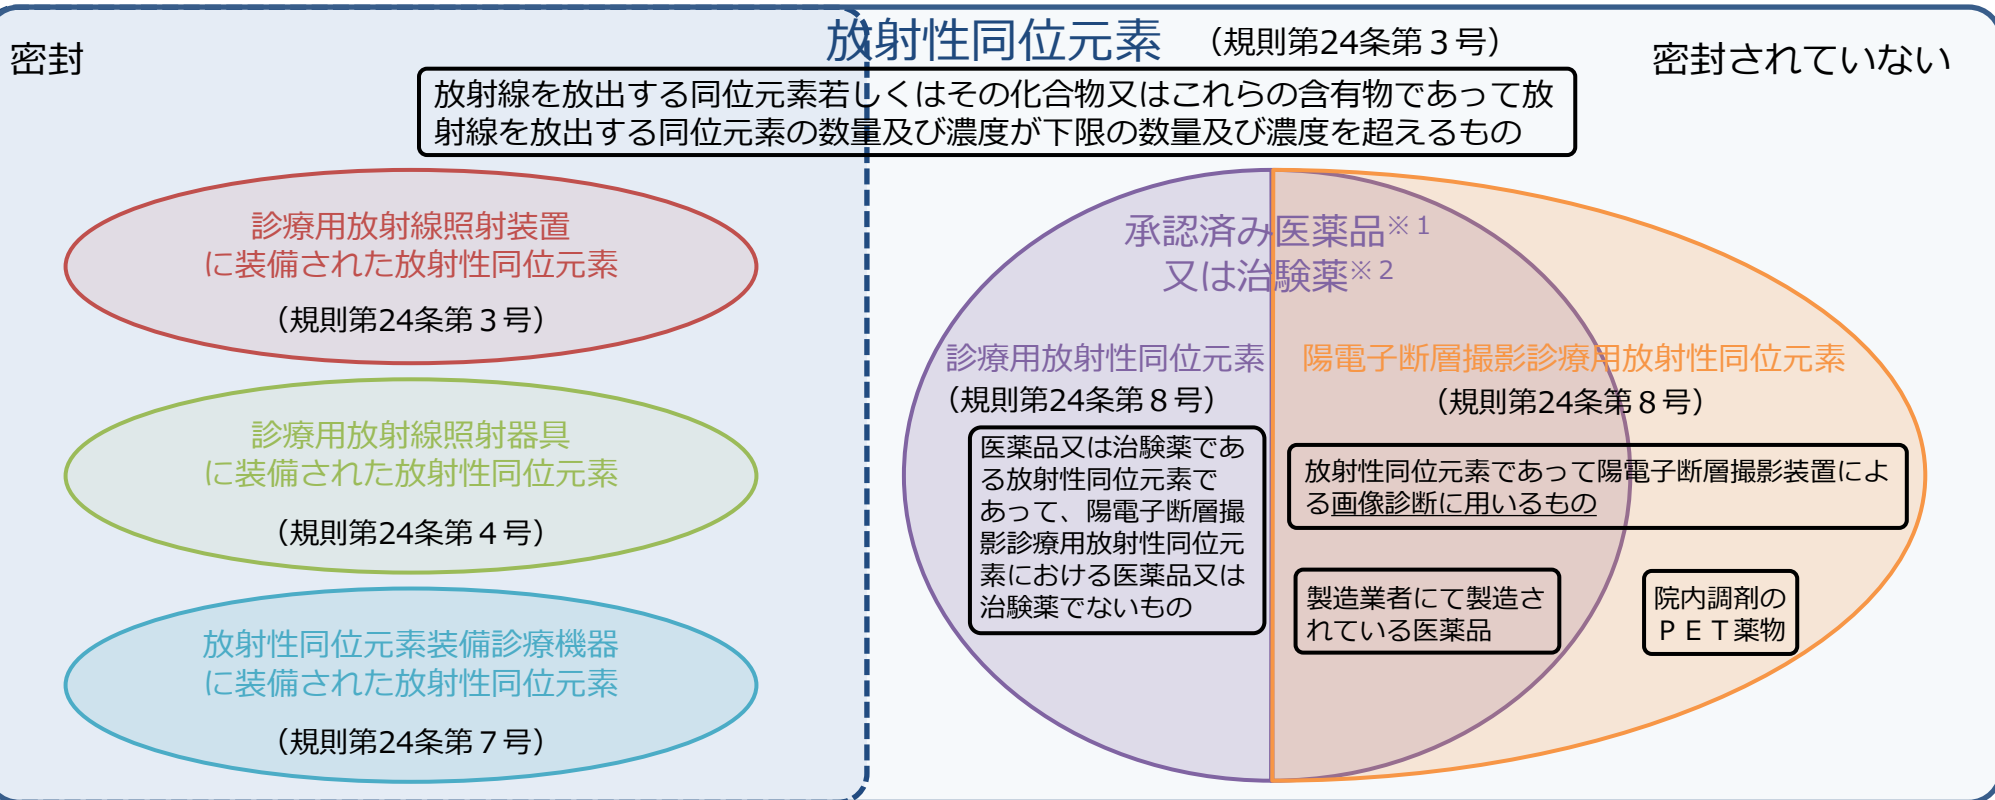 密封
放射性同位元素 （規則第24条第３号）
密封されていない
放射線を放出する同位元素若しくはその化合物又はこれらの含有物であって放
射線を放出する同位元素の数量及び濃度が下限の数量及び濃度を超えるもの
診療用放射線照射装置
に装備された放射性同位元素
（規則第24条第３号）
診療用放射線照射器具
に装備された放射性同位元素
（規則第24条第４号）
放射性同位元素装備診療機器
に装備された放射性同位元素
（規則第24条第７号）
承認済み医薬品※１
又は治験薬※２
診療用放射性同位元素
（規則第24条第８号）
医薬品又は治験薬であ
る放射性同位元素で
あって、陽電子断層撮
影診療用放射性同位元
素における医薬品又は
治験薬でないもの
陽電子断層撮影診療用放射性同位元素
（規則第24条第８号）
放射性同位元素であって陽電子断層撮影装置によ
る画像診断に用いるもの
製造業者にて製造さ
れている医薬品
院内調剤の
ＰＥＴ薬物